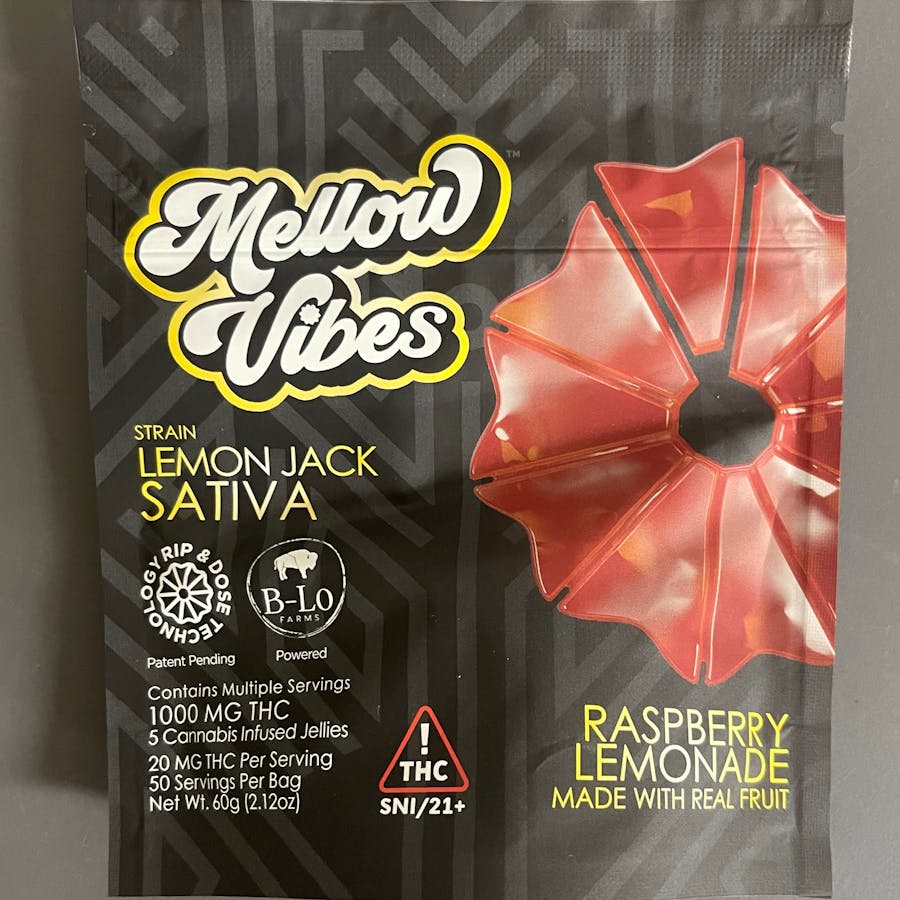 Mellow
Vibes
TM
STRAIN
LEMON JACK
SATIVA
RIP & DOSE TECHNOLOGY
Patent Pending
B-LO
FARMS
Powered
Contains Multiple Servings
1000 MG THC
5 Cannabis Infused Jellies
20 MG THC Per Serving
50 Servings Per Bag
Net Wt. 60g (2.12oz)
!
THC
SNI/21+
RASPBERRY
LEMONADE
MADE WITH REAL FRUIT